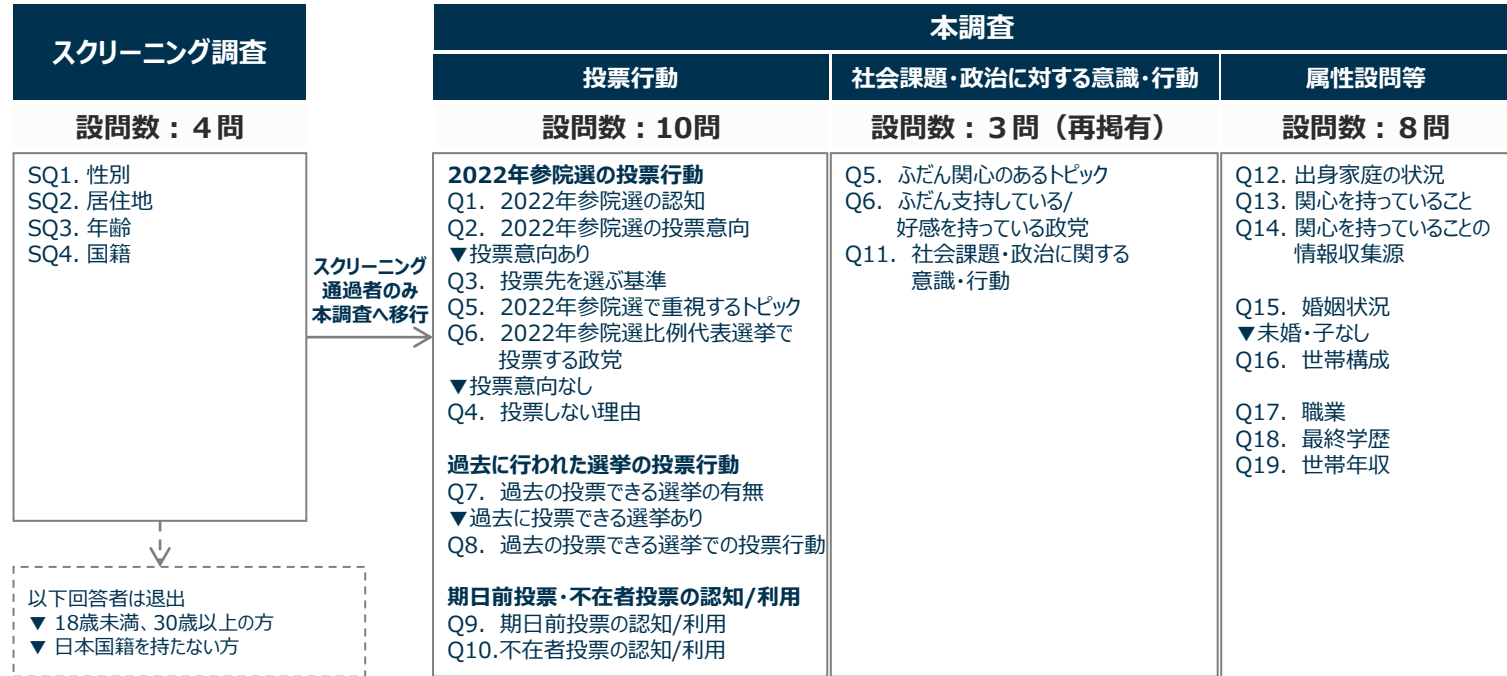 スクリーニング調査
設問数：４問
SQ1. 性別
SQ2. 居住地
SQ3. 年齢
SQ4. 国籍
以下回答者は退出
▼ 18歳未満、30歳以上の方
▼ 日本国籍を持たない方
スクリーニング
通過者のみ
本調査へ移行
本調査
投票行動
設問数：10問
2022年参院選の投票行動
Q1. 2022年参院選の認知
Q2. 2022年参院選の投票意向
▼投票意向あり
Q3. 投票先を選ぶ基準
Q5. 2022年参院選で重視するトピック
Q6. 2022年参院選比例代表選挙で
投票する政党
▼投票意向なし
Q4. 投票しない理由
過去に行われた選挙の投票行動
Q7. 過去の投票できる選挙の有無
▼過去に投票できる選挙あり
Q8. 過去の投票できる選挙での投票行動
期日前投票・不在者投票の認知/利用
Q9. 期日前投票の認知/利用
Q10.不在者投票の認知/利用
社会課題・政治に対する意識・行動
設問数：３問（再掲有）
Q5. ふだん関心のあるトピック
Q6. ふだん支持している/
好感を持っている政党
Q11. 社会課題・政治に関する
意識・行動
属性設問等
設問数：８問
Q12. 出身家庭の状況
Q13. 関心を持っていること
Q14. 関心を持っていることの
情報収集源
Q15. 婚姻状況
▼未婚・子なし
Q16. 世帯構成
Q17. 職業
Q18. 最終学歴
Q19. 世帯年収